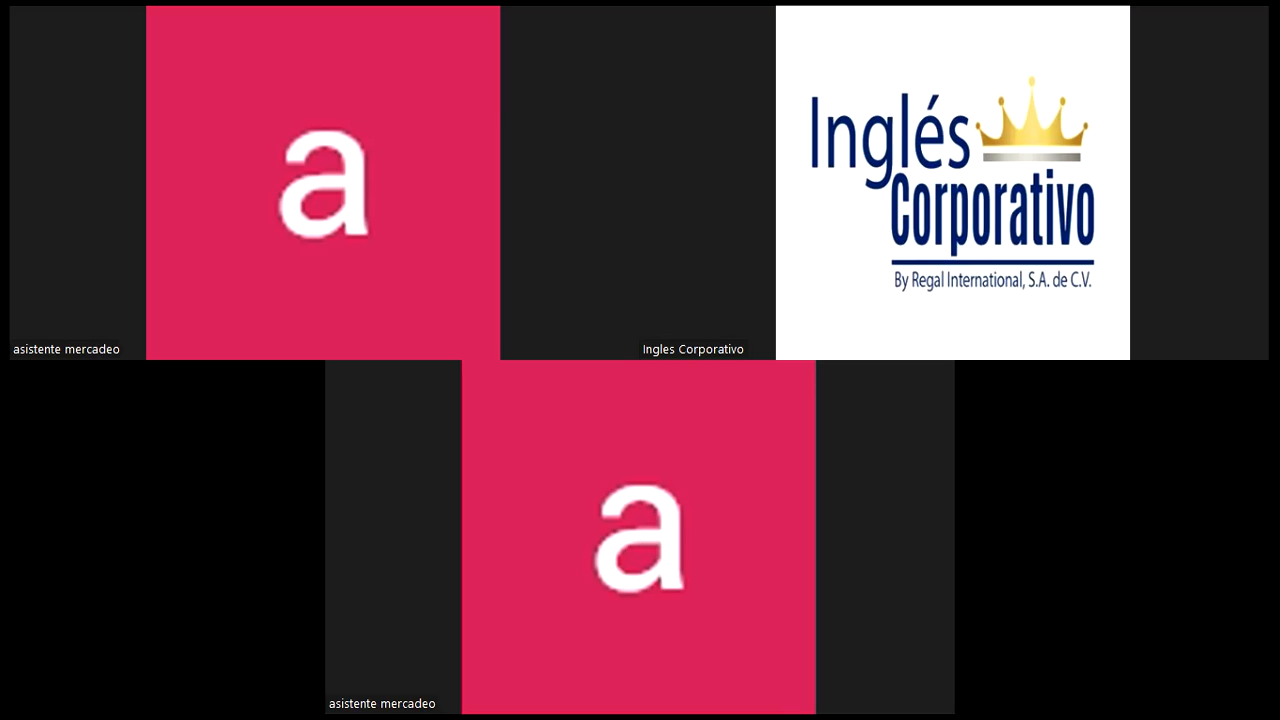 a
Inglés
Corporativo
By Regal International, S.A. de C.V.
asistente mercadeo
Ingles Corporativo
a
asistente mercadeo